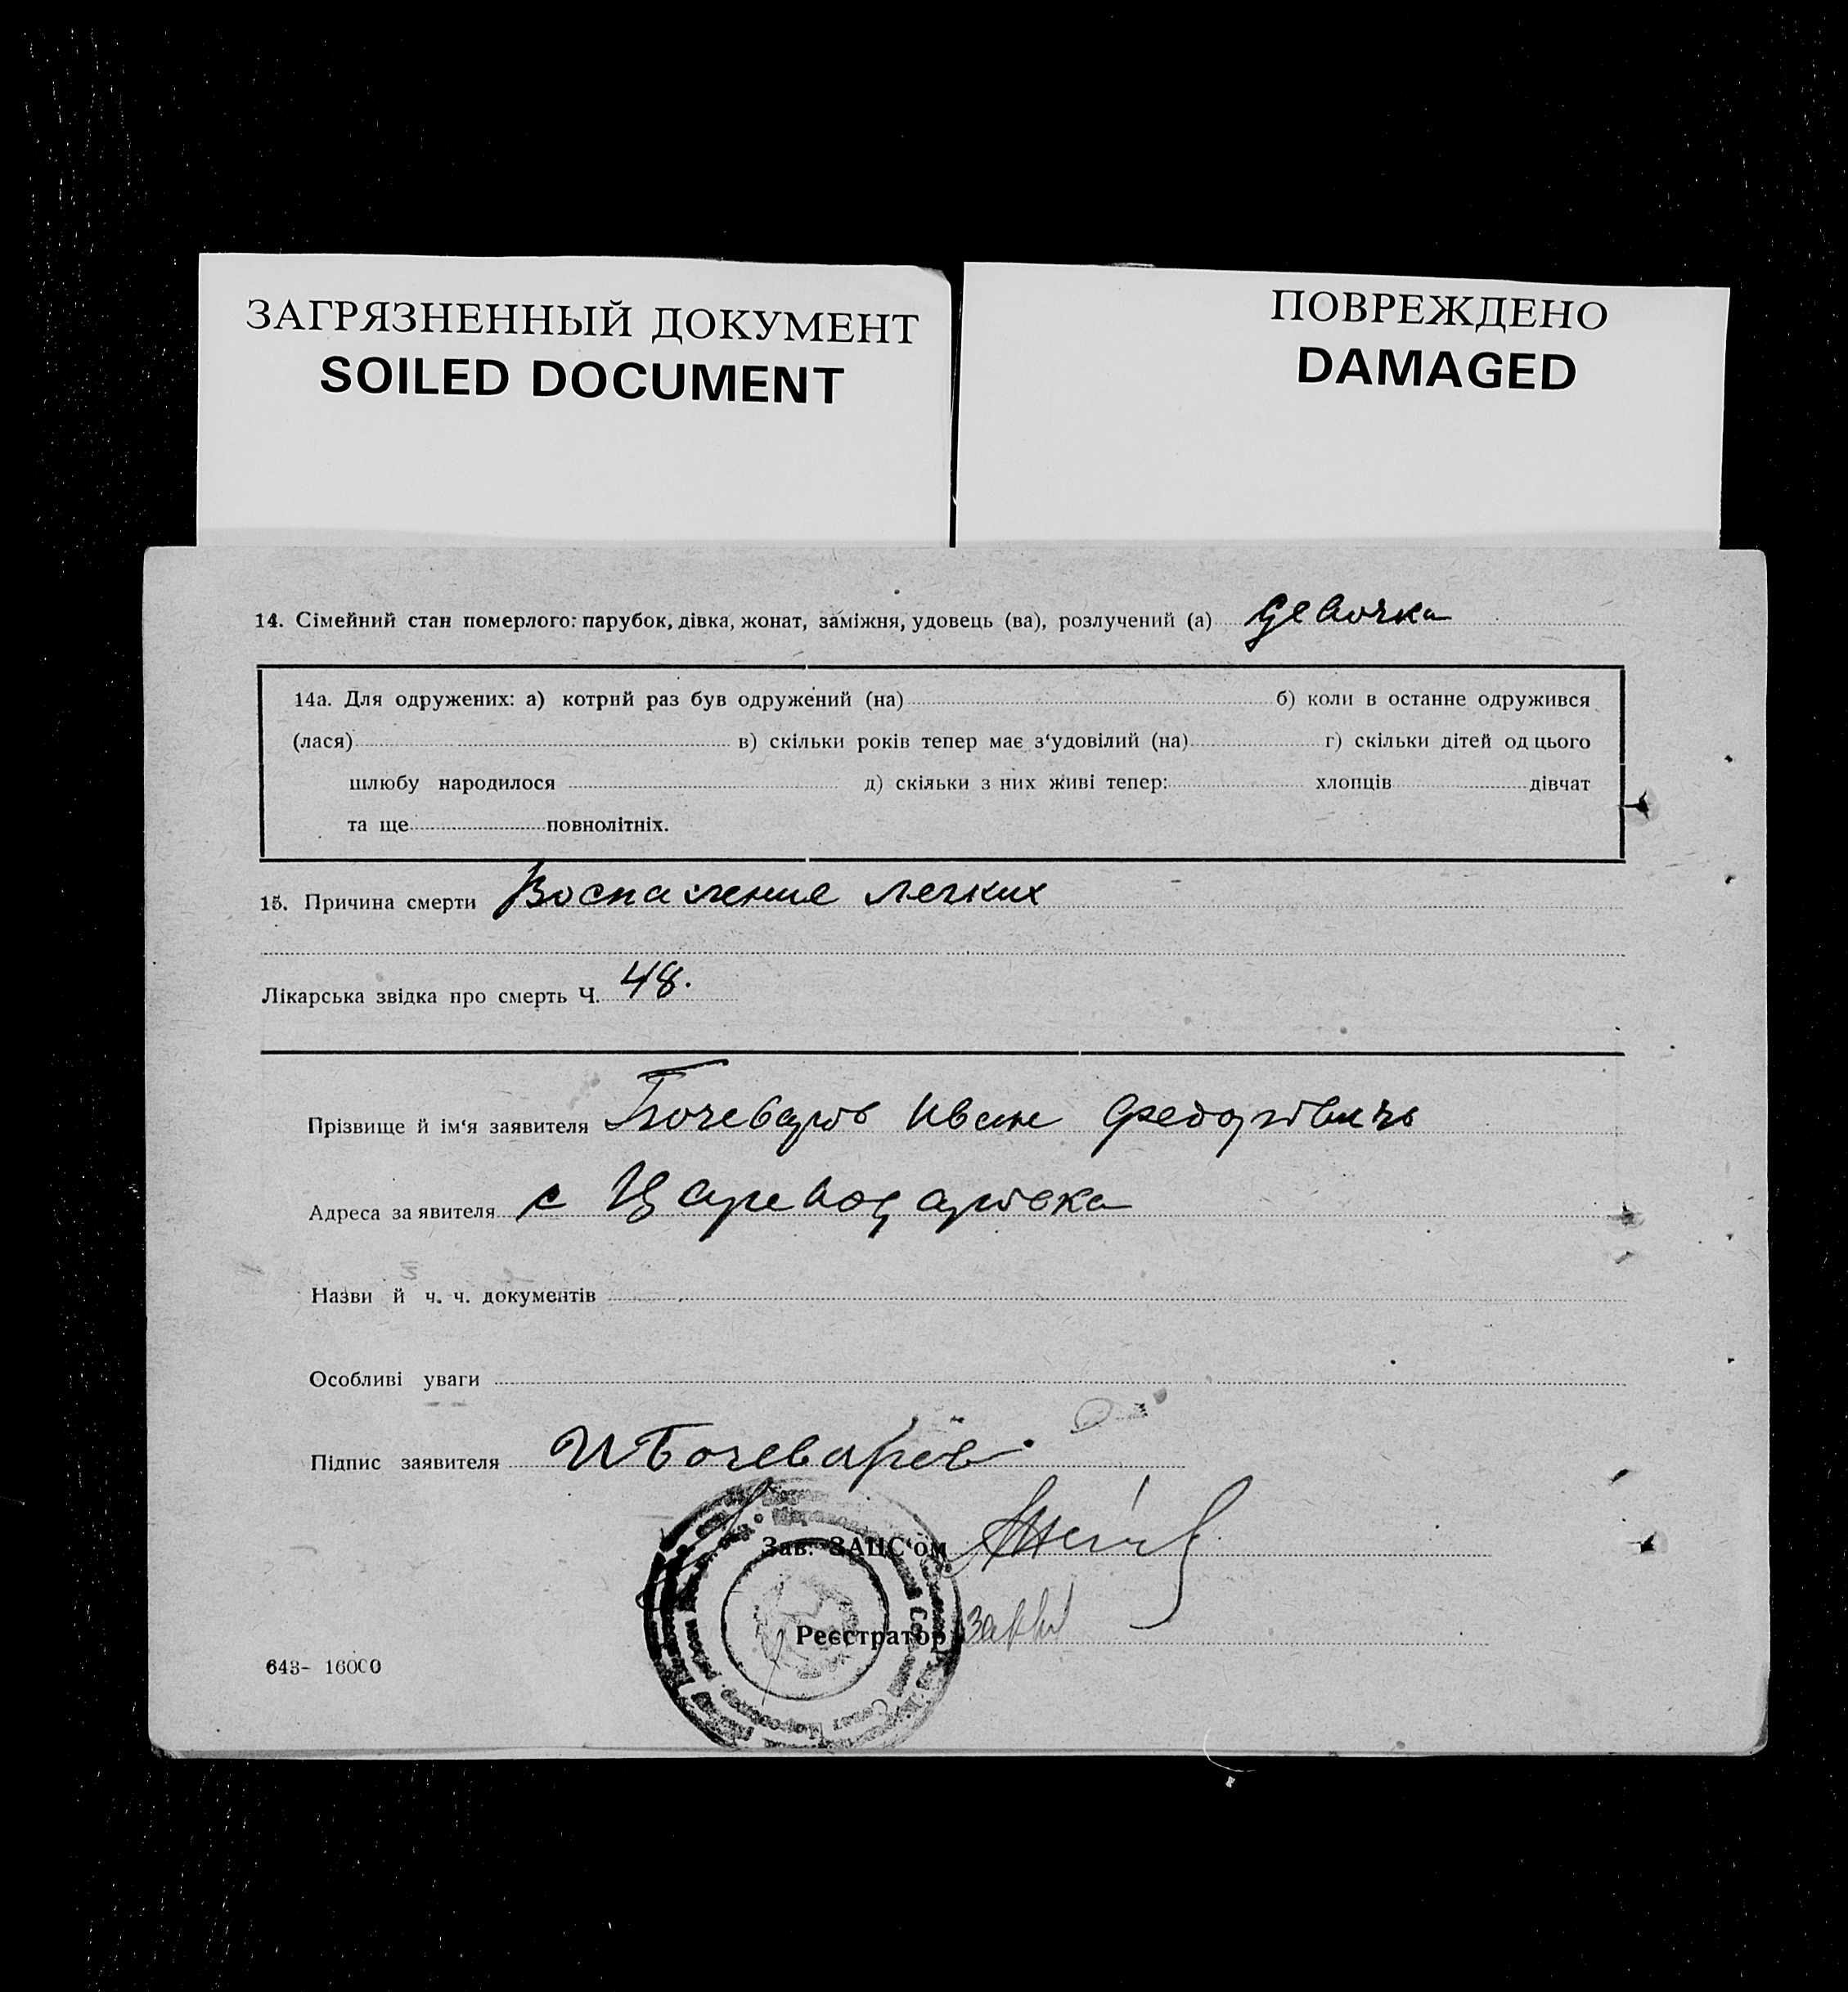 ЗАГРЯЗНЕННЫЙ ДОКУМЕНТ
SOILED DOCUMENT
ПОВРЕЖДЕНО
DAMAGED
14. Сімейний стан померлого: парубок, дівка, жонат, заміжня, удовець (ва), розлучений (а) девочка
14а. Для одружених: а) котрий раз був одружений (на) б) коли в останне одружився
(лася) в) скільки років тепер має з‘удовілий (на) г) скільки дітей од цього
шлюбу народилося д) скільки з них живі тепер: хлопців дівчат
та ще повнолітніх.
15. Причина смерти Воспаление легких
Лікарська звідка про смерть Ч. 48.
Прізвище й ім‘я заявителя Бочеваров Иван Федорович
Адреса заявителя с Цареводаровка
Назви й ч. ч. документів
Особливі уваги
Підпис заявителя И Бочеваров
Зав. ЗАЦС‘ом
Реєстратор
643- 16000